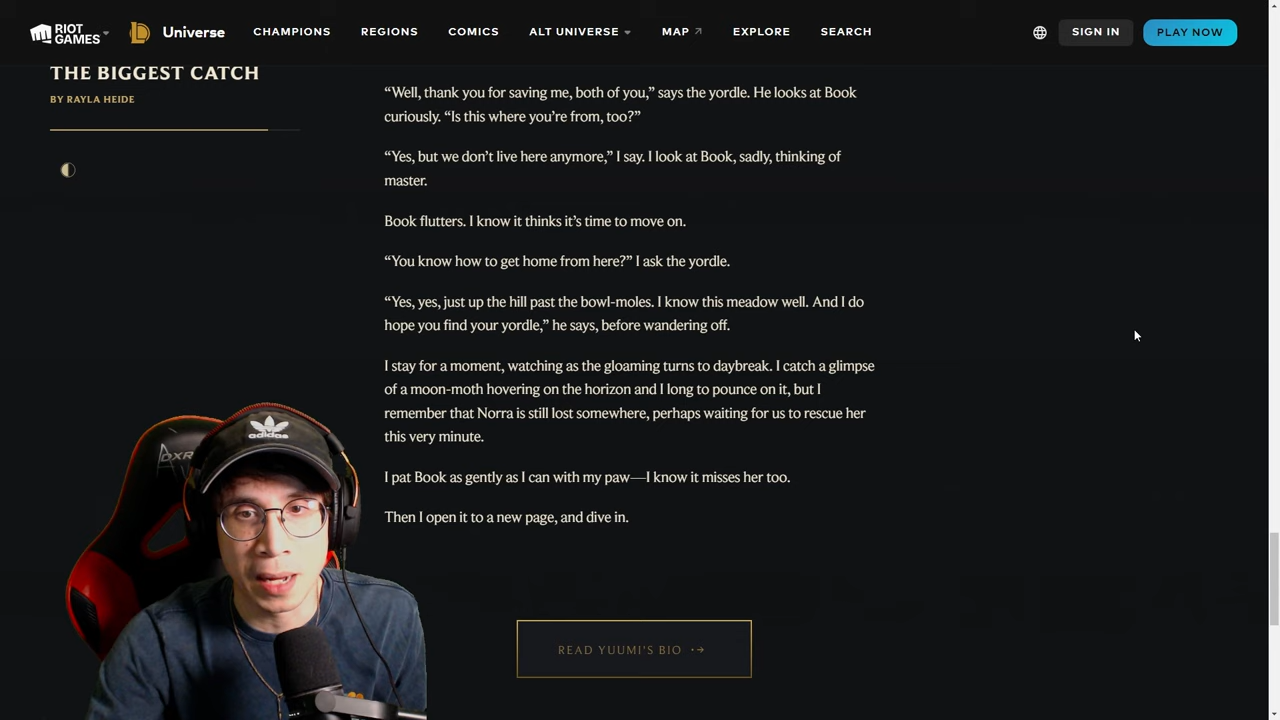 RIOT GAMES
Universe
CHAMPIONS
REGIONS
COMICS
ALT UNIVERSE
MAP
EXPLORE
SEARCH
SIGN IN
PLAY NOW
THE BIGGEST CATCH
BY RAYLA HEIDE
“Well, thank you for saving me, both of you,” says the yordle. He looks at Book
curiously. “Is this where you’re from, too?”
“Yes, but we don’t live here anymore,” I say. I look at Book, sadly, thinking of
master.
Book flutters. I know it thinks it’s time to move on.
“You know how to get home from here?” I ask the yordle.
“Yes, yes, just up the hill past the bowl-moles. I know this meadow well. And I do
hope you find your yordle,” he says, before wandering off.
I stay for a moment, watching as the gloaming turns to daybreak. I catch a glimpse
of a moon-moth hovering on the horizon and I long to pounce on it, but I
remember that Norra is still lost somewhere, perhaps waiting for us to rescue her
this very minute.
I pat Book as gently as I can with my paw—I know it misses her too.
Then I open it to a new page, and dive in.
READ YUUMI’S BIO
adidas